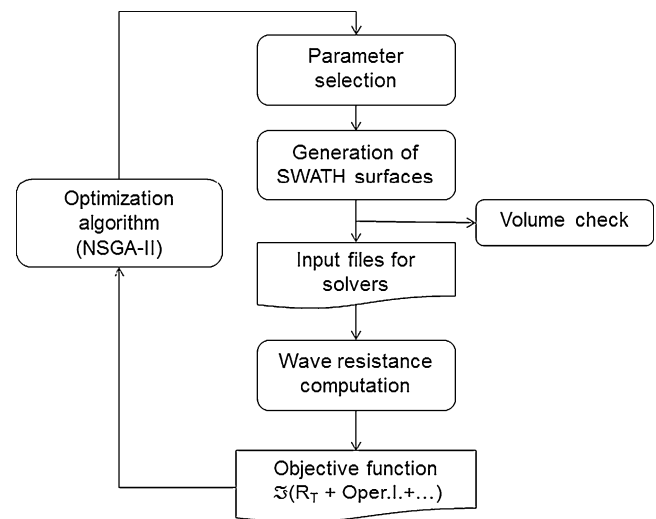 Parameter
selection
Generation of
SWATH surfaces
Optimization
algorithm
(NSGA-II)
Volume check
Input files for
solvers
Wave resistance
computation
Objective function
ℑ(R_T + Oper.I.+…)